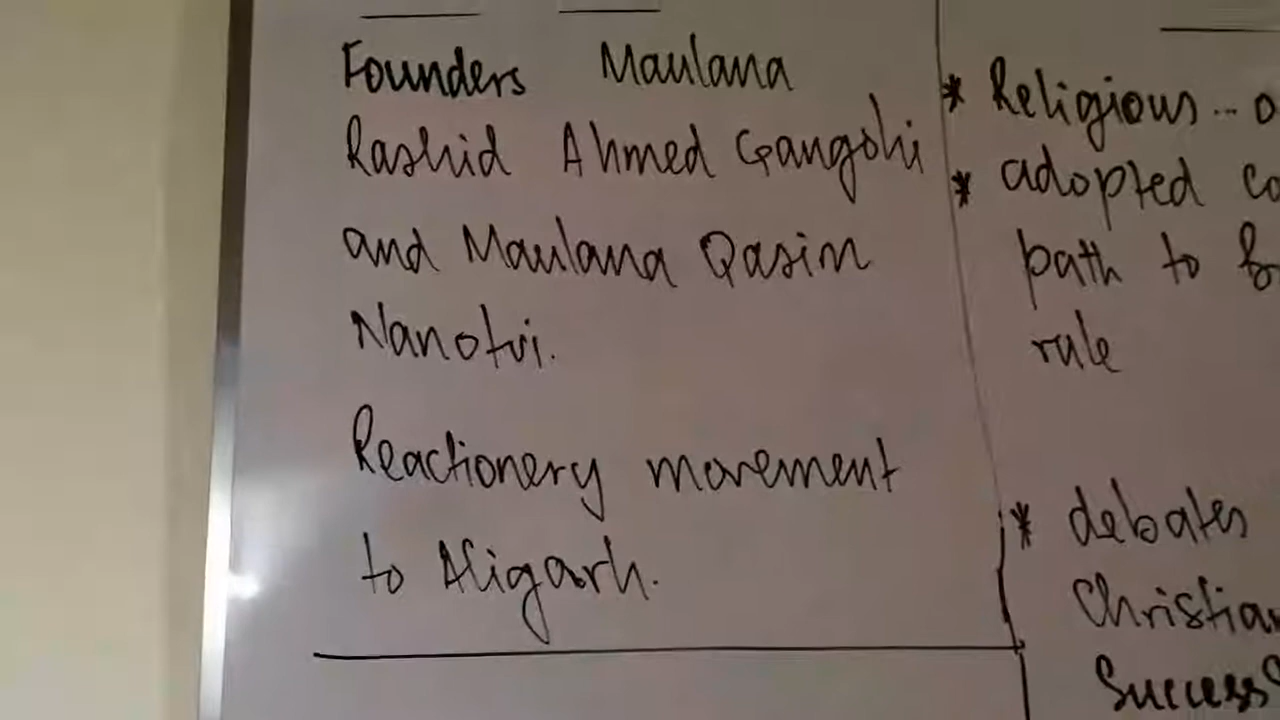 Founders Maulana
Rashid Ahmed Gangohi
and Maulana Qasim
Nanotvi.
Reactionery movement
to Aligarh.
* Religious...
* adopted
path to
rule
* debates
Christian
Success